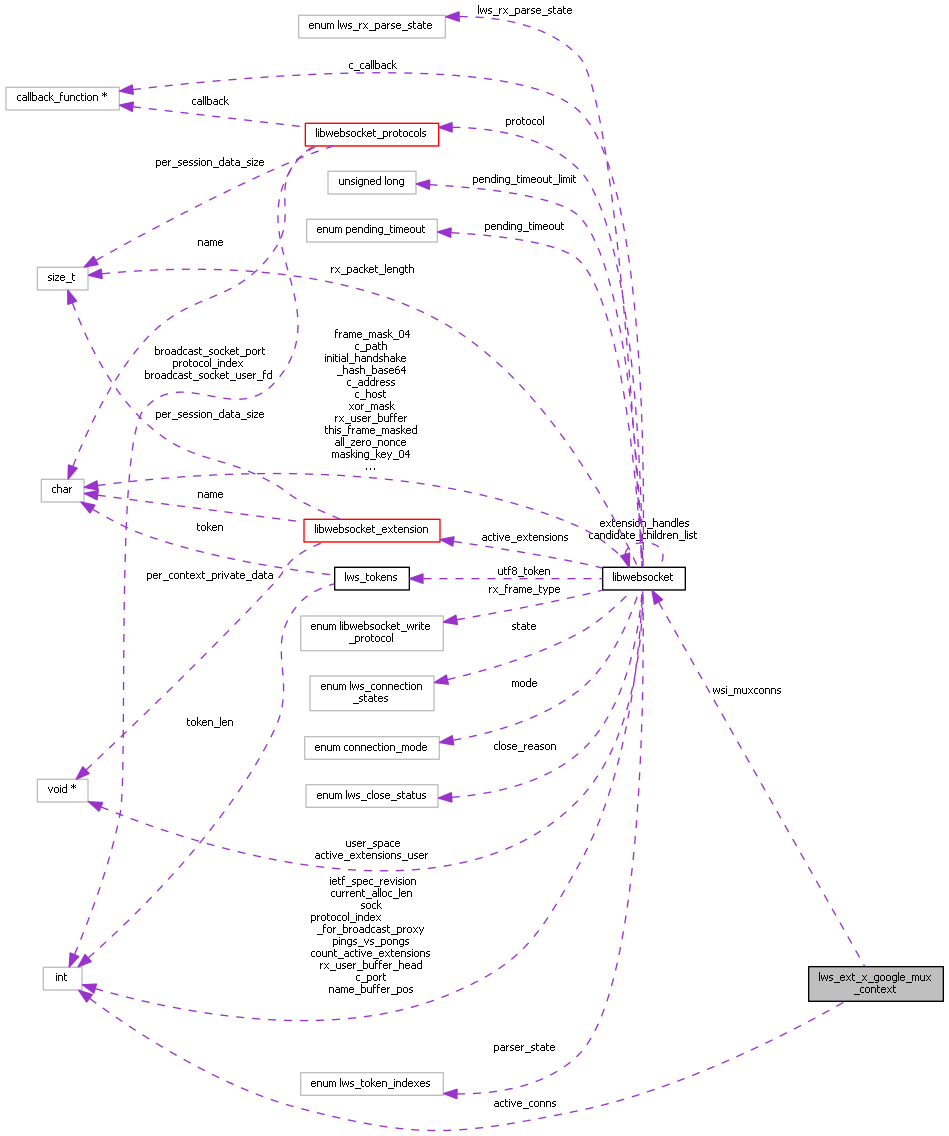 lws_rx_parse_state
enum lws_rx_parse_state
c_callback
callback_function *
callback
protocol
libwebsocket_protocols
per_session_data_size
unsigned long
pending_timeout_limit
enum pending_timeout
pending_timeout
name
rx_packet_length
size_t
frame_mask_04
c_path
initial_handshake
_hash_base64
c_address
c_host
xor_mask
rx_user_buffer
this_frame_masked
all_zero_nonce
masking_key_04
...
broadcast_socket_port
protocol_index
broadcast_socket_user_fd
per_session_data_size
char
name
token
libwebsocket_extension
active_extensions
extension_handles
candidate_children_list
per_context_private_data
lws_tokens
utf8_token
libwebsocket
rx_frame_type
enum libwebsocket_write
_protocol
state
enum lws_connection
_states
mode
wsi_muxconns
token_len
enum connection_mode
close_reason
void *
enum lws_close_status
user_space
active_extensions_user
ietf_spec_revision
current_alloc_len
sock
protocol_index
_for_broadcast_proxy
pings_vs_pongs
count_active_extensions
rx_user_buffer_head
c_port
name_buffer_pos
int
lws_ext_x_google_mux
_context
parser_state
enum lws_token_indexes
active_conns